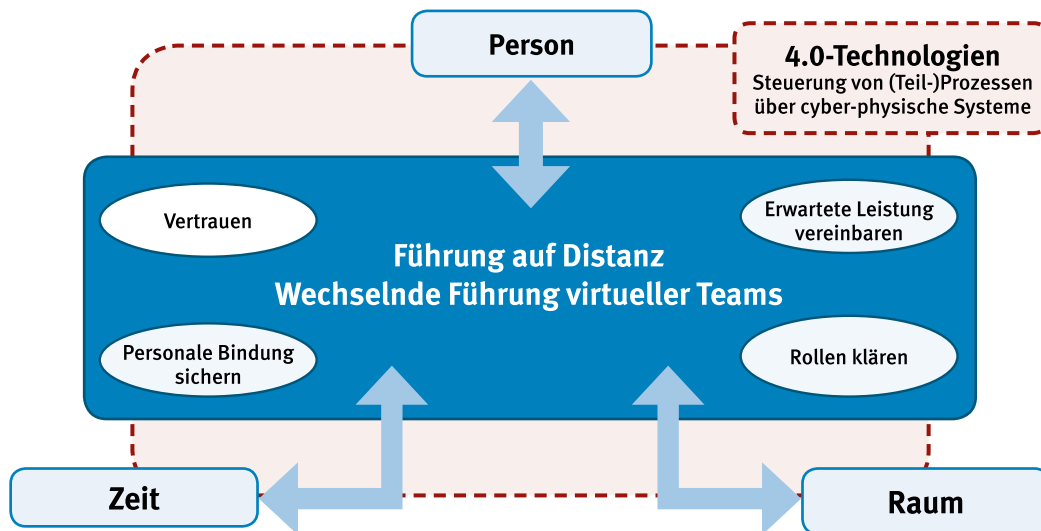 Person
4.0-Technologien
Steuerung von (Teil-)Prozessen
über cyber-physische Systeme
Vertrauen
Erwartete Leistung
vereinbaren
Führung auf Distanz
Wechselnde Führung virtueller Teams
Personale Bindung
sichern
Rollen klären
Zeit
Raum